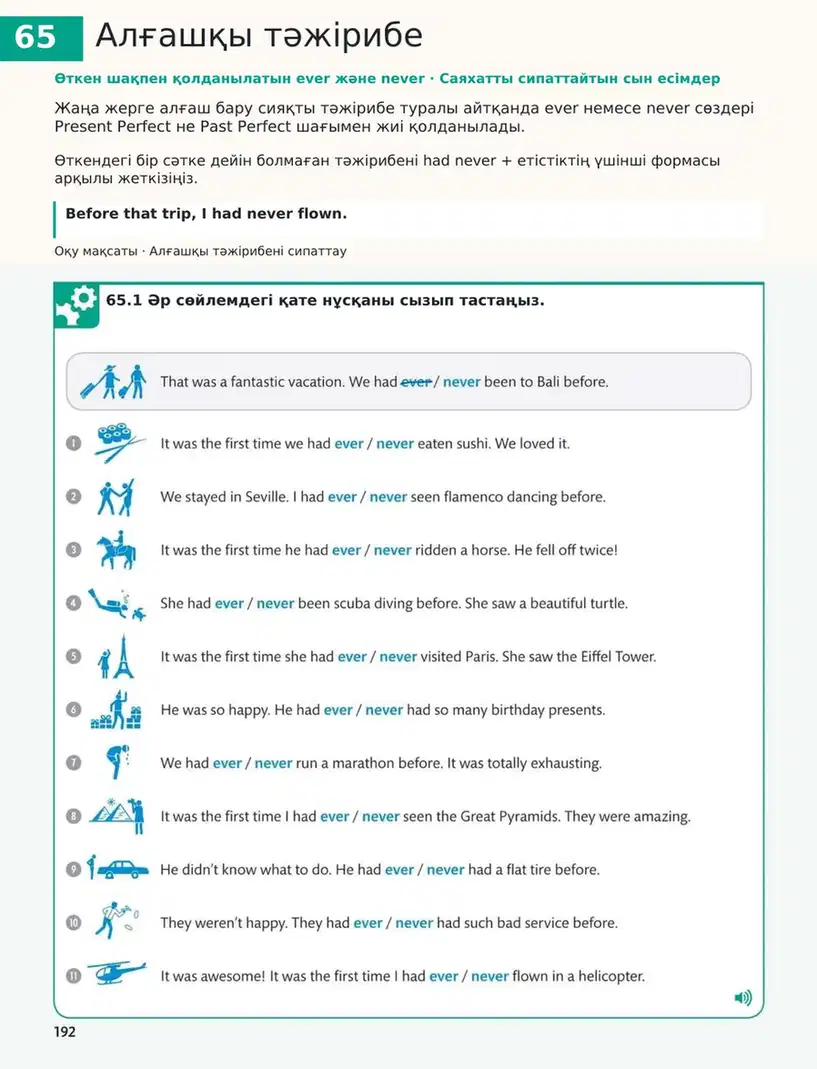 65
Алғашқы тәжірибе
Өткен шақпен қолданылатын ever және never · Саяхатты сипаттайтын сын есімдер
Жаңа жерге алғаш бару сияқты тәжірибе туралы айтқанда ever немесе never сөздері
Present Perfect не Past Perfect шағымен жиі қолданылады.
Өткендегі бір сәтке дейін болмаған тәжірибені had never + етістіктің үшінші формасы
арқылы жеткізіңіз.
Before that trip, I had never flown.
Оқу мақсаты · Алғашқы тәжірибені сипаттау
65.1 Әр сөйлемдегі қате нұсқаны сызып тастаңыз.
That was a fantastic vacation. We had ever / never been to Bali before.
1 It was the first time we had ever / never eaten sushi. We loved it.
2 We stayed in Seville. I had ever / never seen flamenco dancing before.
3 It was the first time he had ever / never ridden a horse. He fell off twice!
4 She had ever / never been scuba diving before. She saw a beautiful turtle.
5 It was the first time she had ever / never visited Paris. She saw the Eiffel Tower.
6 He was so happy. He had ever / never had so many birthday presents.
7 We had ever / never run a marathon before. It was totally exhausting.
8 It was the first time I had ever / never seen the Great Pyramids. They were amazing.
9 He didn't know what to do. He had ever / never had a flat tire before.
10 They weren't happy. They had ever / never had such bad service before.
11 It was awesome! It was the first time I had ever / never flown in a helicopter.
192